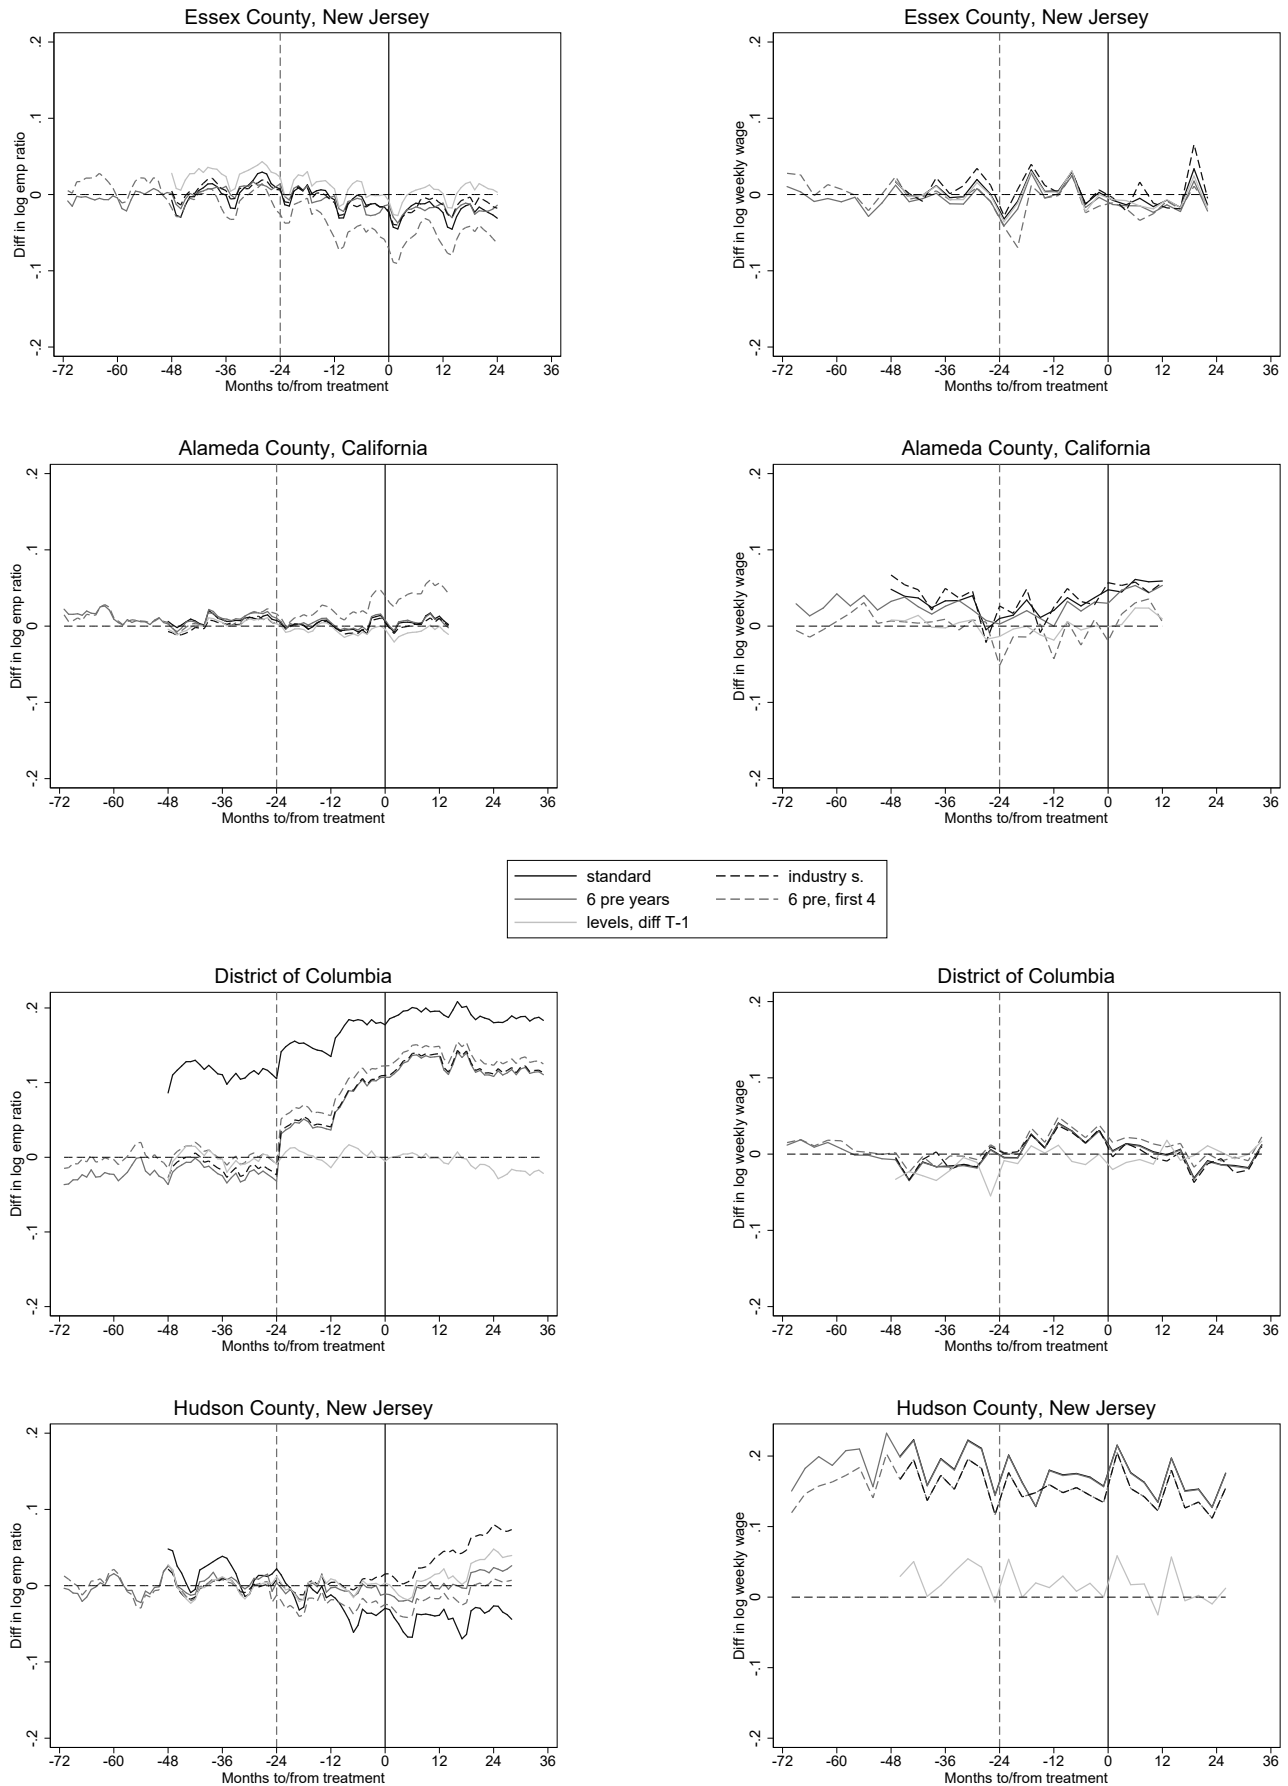 Essex County, New Jersey
Diff in log emp ratio
.2
.1
0
-.1
-.2
-72 -60 -48 -36 -24 -12 0 12 24 36
Months to/from treatment
Essex County, New Jersey
Diff in log weekly wage
.2
.1
0
-.1
-.2
-72 -60 -48 -36 -24 -12 0 12 24 36
Months to/from treatment
Alameda County, California
Diff in log emp ratio
.2
.1
0
-.1
-.2
-72 -60 -48 -36 -24 -12 0 12 24 36
Months to/from treatment
Alameda County, California
Diff in log weekly wage
.2
.1
0
-.1
-.2
-72 -60 -48 -36 -24 -12 0 12 24 36
Months to/from treatment
standard industry s.
6 pre years 6 pre, first 4
levels, diff T-1
District of Columbia
Diff in log emp ratio
.2
.1
0
-.1
-.2
-72 -60 -48 -36 -24 -12 0 12 24 36
Months to/from treatment
District of Columbia
Diff in log weekly wage
.2
.1
0
-.1
-.2
-72 -60 -48 -36 -24 -12 0 12 24 36
Months to/from treatment
Hudson County, New Jersey
Diff in log emp ratio
.2
.1
0
-.1
-.2
-72 -60 -48 -36 -24 -12 0 12 24 36
Months to/from treatment
Hudson County, New Jersey
Diff in log weekly wage
.2
.1
0
-.1
-.2
-72 -60 -48 -36 -24 -12 0 12 24 36
Months to/from treatment